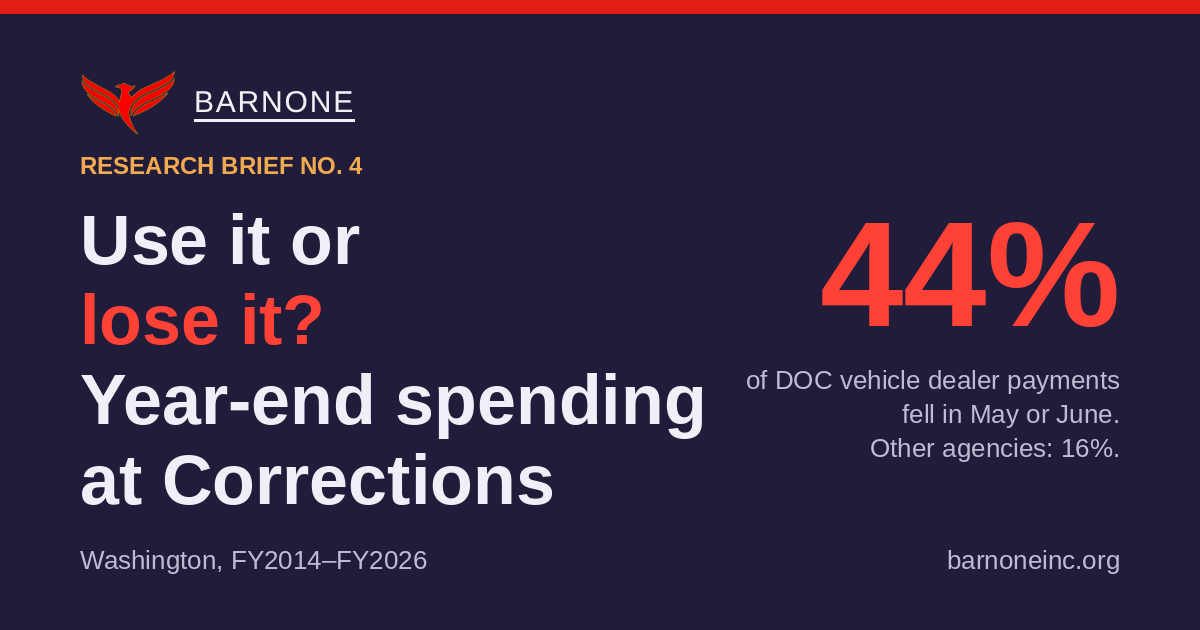 BARNONE
RESEARCH BRIEF NO. 4
Use it or
lose it?
Year-end spending
at Corrections
44%
of DOC vehicle dealer payments
fell in May or June.
Other agencies: 16%.
Washington, FY2014–FY2026
barnoneinc.org